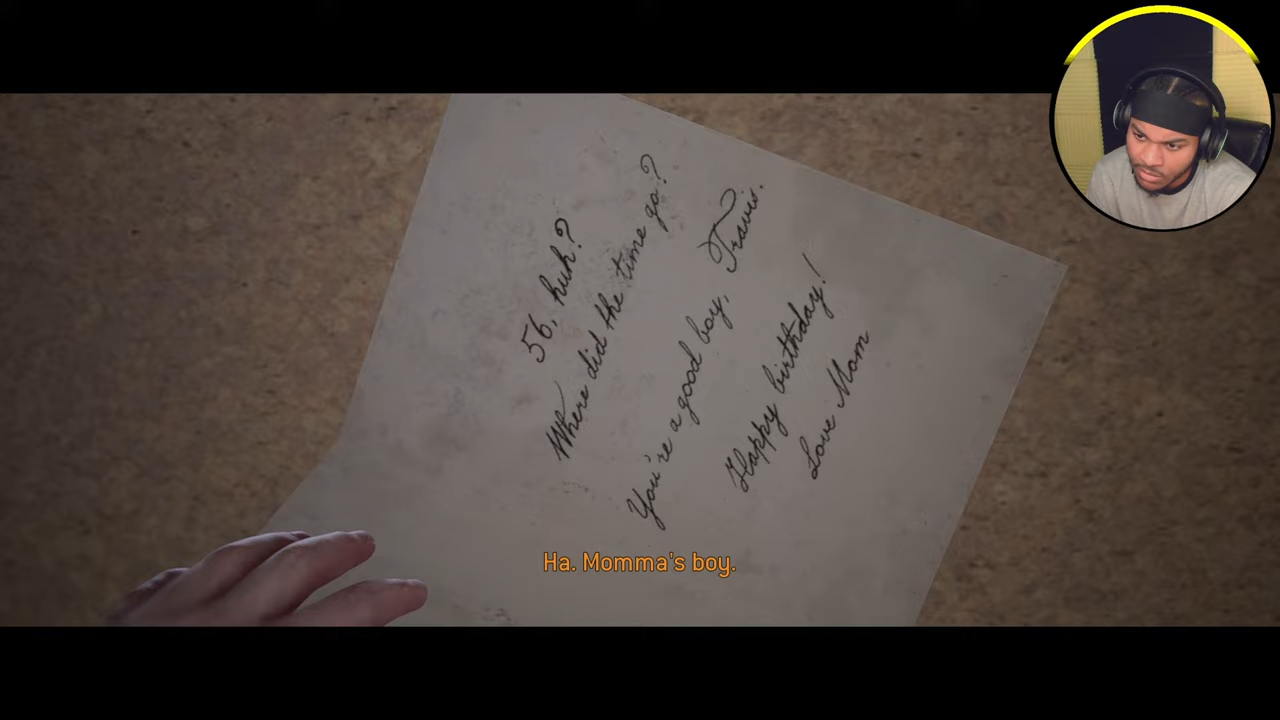 56, huh?
Where did the time go?
You're a good boy, Travis.
Happy birthday!
Love Mom
Ha. Momma's boy.